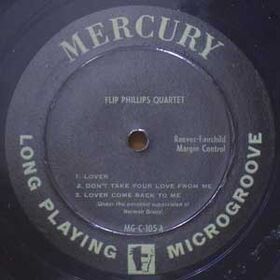 MERCURY
FLIP PHILLIPS QUARTET
Reeves-Fairchild
Margin Control
1. LOVER
2. DON'T TAKE YOUR LOVE FROM ME
3. LOVER COME BACK TO ME
(Under the personal supervision of
Norman Granz)
MG-C-105 A
LONG PLAYING MICROGROOVE